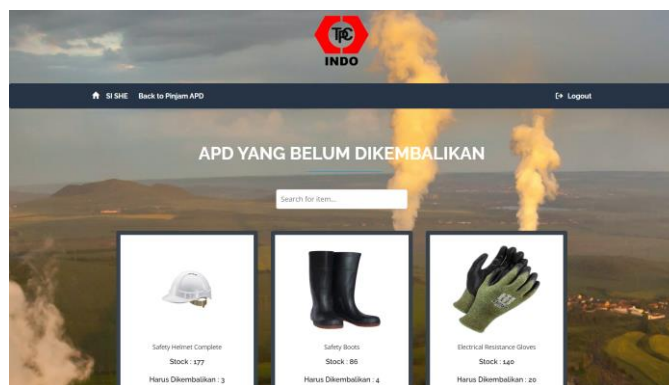 TPC
INDO
SI SHE Back to Pinjam APD Logout
APD YANG BELUM DIKEMBALIKAN
Search for item...
Safety Helmet Complete
Stock : 177
Harus Dikembalikan : 3
Safety Boots
Stock : 86
Harus Dikembalikan : 4
Electrical Resistance Gloves
Stock : 140
Harus Dikembalikan : 20